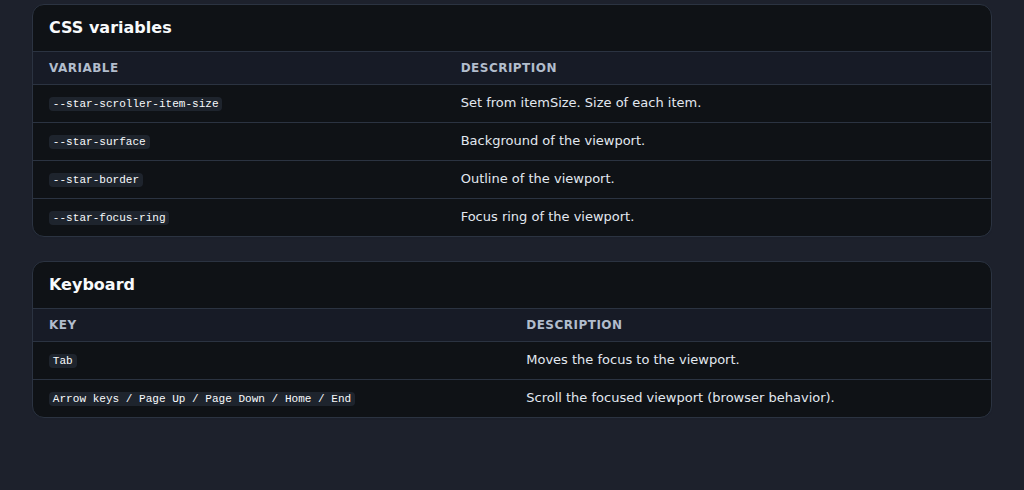 CSS variables
VARIABLE DESCRIPTION
--star-scroller-item-size Set from itemSize. Size of each item.
--star-surface Background of the viewport.
--star-border Outline of the viewport.
--star-focus-ring Focus ring of the viewport.
Keyboard
KEY DESCRIPTION
Tab Moves the focus to the viewport.
Arrow keys / Page Up / Page Down / Home / End Scroll the focused viewport (browser behavior).